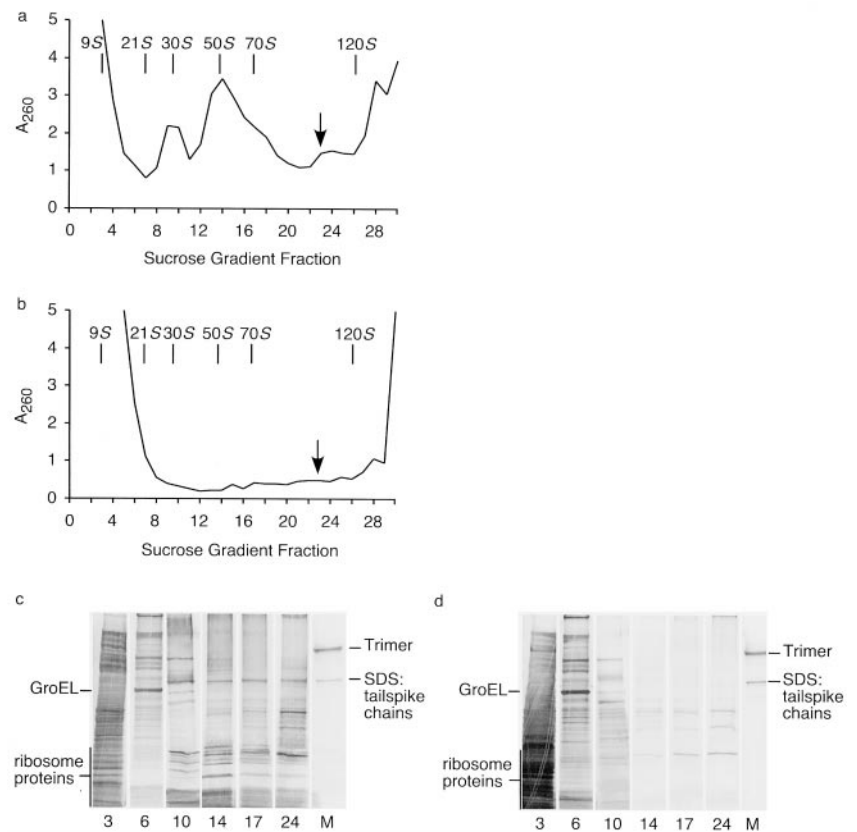 a
5
4
3
2
1
0
A260
9S 21S 30S 50S 70S 120S
0 4 8 12 16 20 24 28
Sucrose Gradient Fraction
b
5
4
3
2
1
0
A260
9S 21S 30S 50S 70S 120S
0 4 8 12 16 20 24 28
Sucrose Gradient Fraction
c
GroEL
ribosome
proteins
Trimer
SDS:
tailspike
chains
3 6 10 14 17 24 M
d
GroEL
ribosome
proteins
Trimer
SDS:
tailspike
chains
3 6 10 14 17 24 M